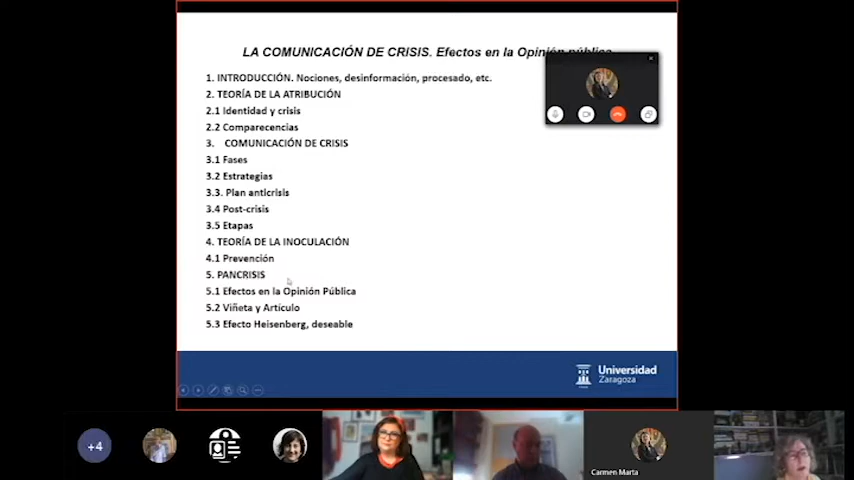 LA COMUNICACIÓN DE CRISIS. Efectos en la Opinión pública
1. INTRODUCCIÓN. Nociones, desinformación, procesado, etc.
2. TEORÍA DE LA ATRIBUCIÓN
2.1 Identidad y crisis
2.2 Comparecencias
3. COMUNICACIÓN DE CRISIS
3.1 Fases
3.2 Estrategias
3.3. Plan anticrisis
3.4 Post-crisis
3.5 Etapas
4. TEORÍA DE LA INOCULACIÓN
4.1 Prevención
5. PANCRISIS
5.1 Efectos en la Opinión Pública
5.2 Viñeta y Artículo
5.3 Efecto Heisenberg, deseable
Universidad
Zaragoza
+4
Carmen Marta